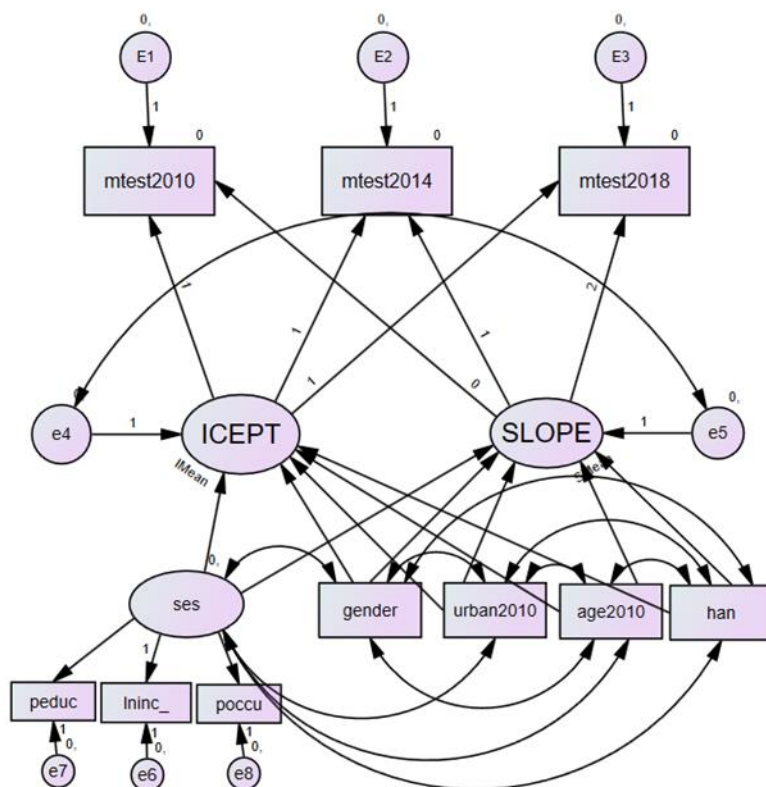 0, 0, 0,
E1 E2 E3
1 1 1
0 0 0
mtest2010 mtest2014 mtest2018
1 1 1 0 1 2
0, 0,
e4 1 ICEPT SLOPE 1 e5
IMean
0,
ses gender urban2010 age2010 han
1
peduc lninc_ poccu
1 1 1
0, 0, 0,
e7 e6 e8